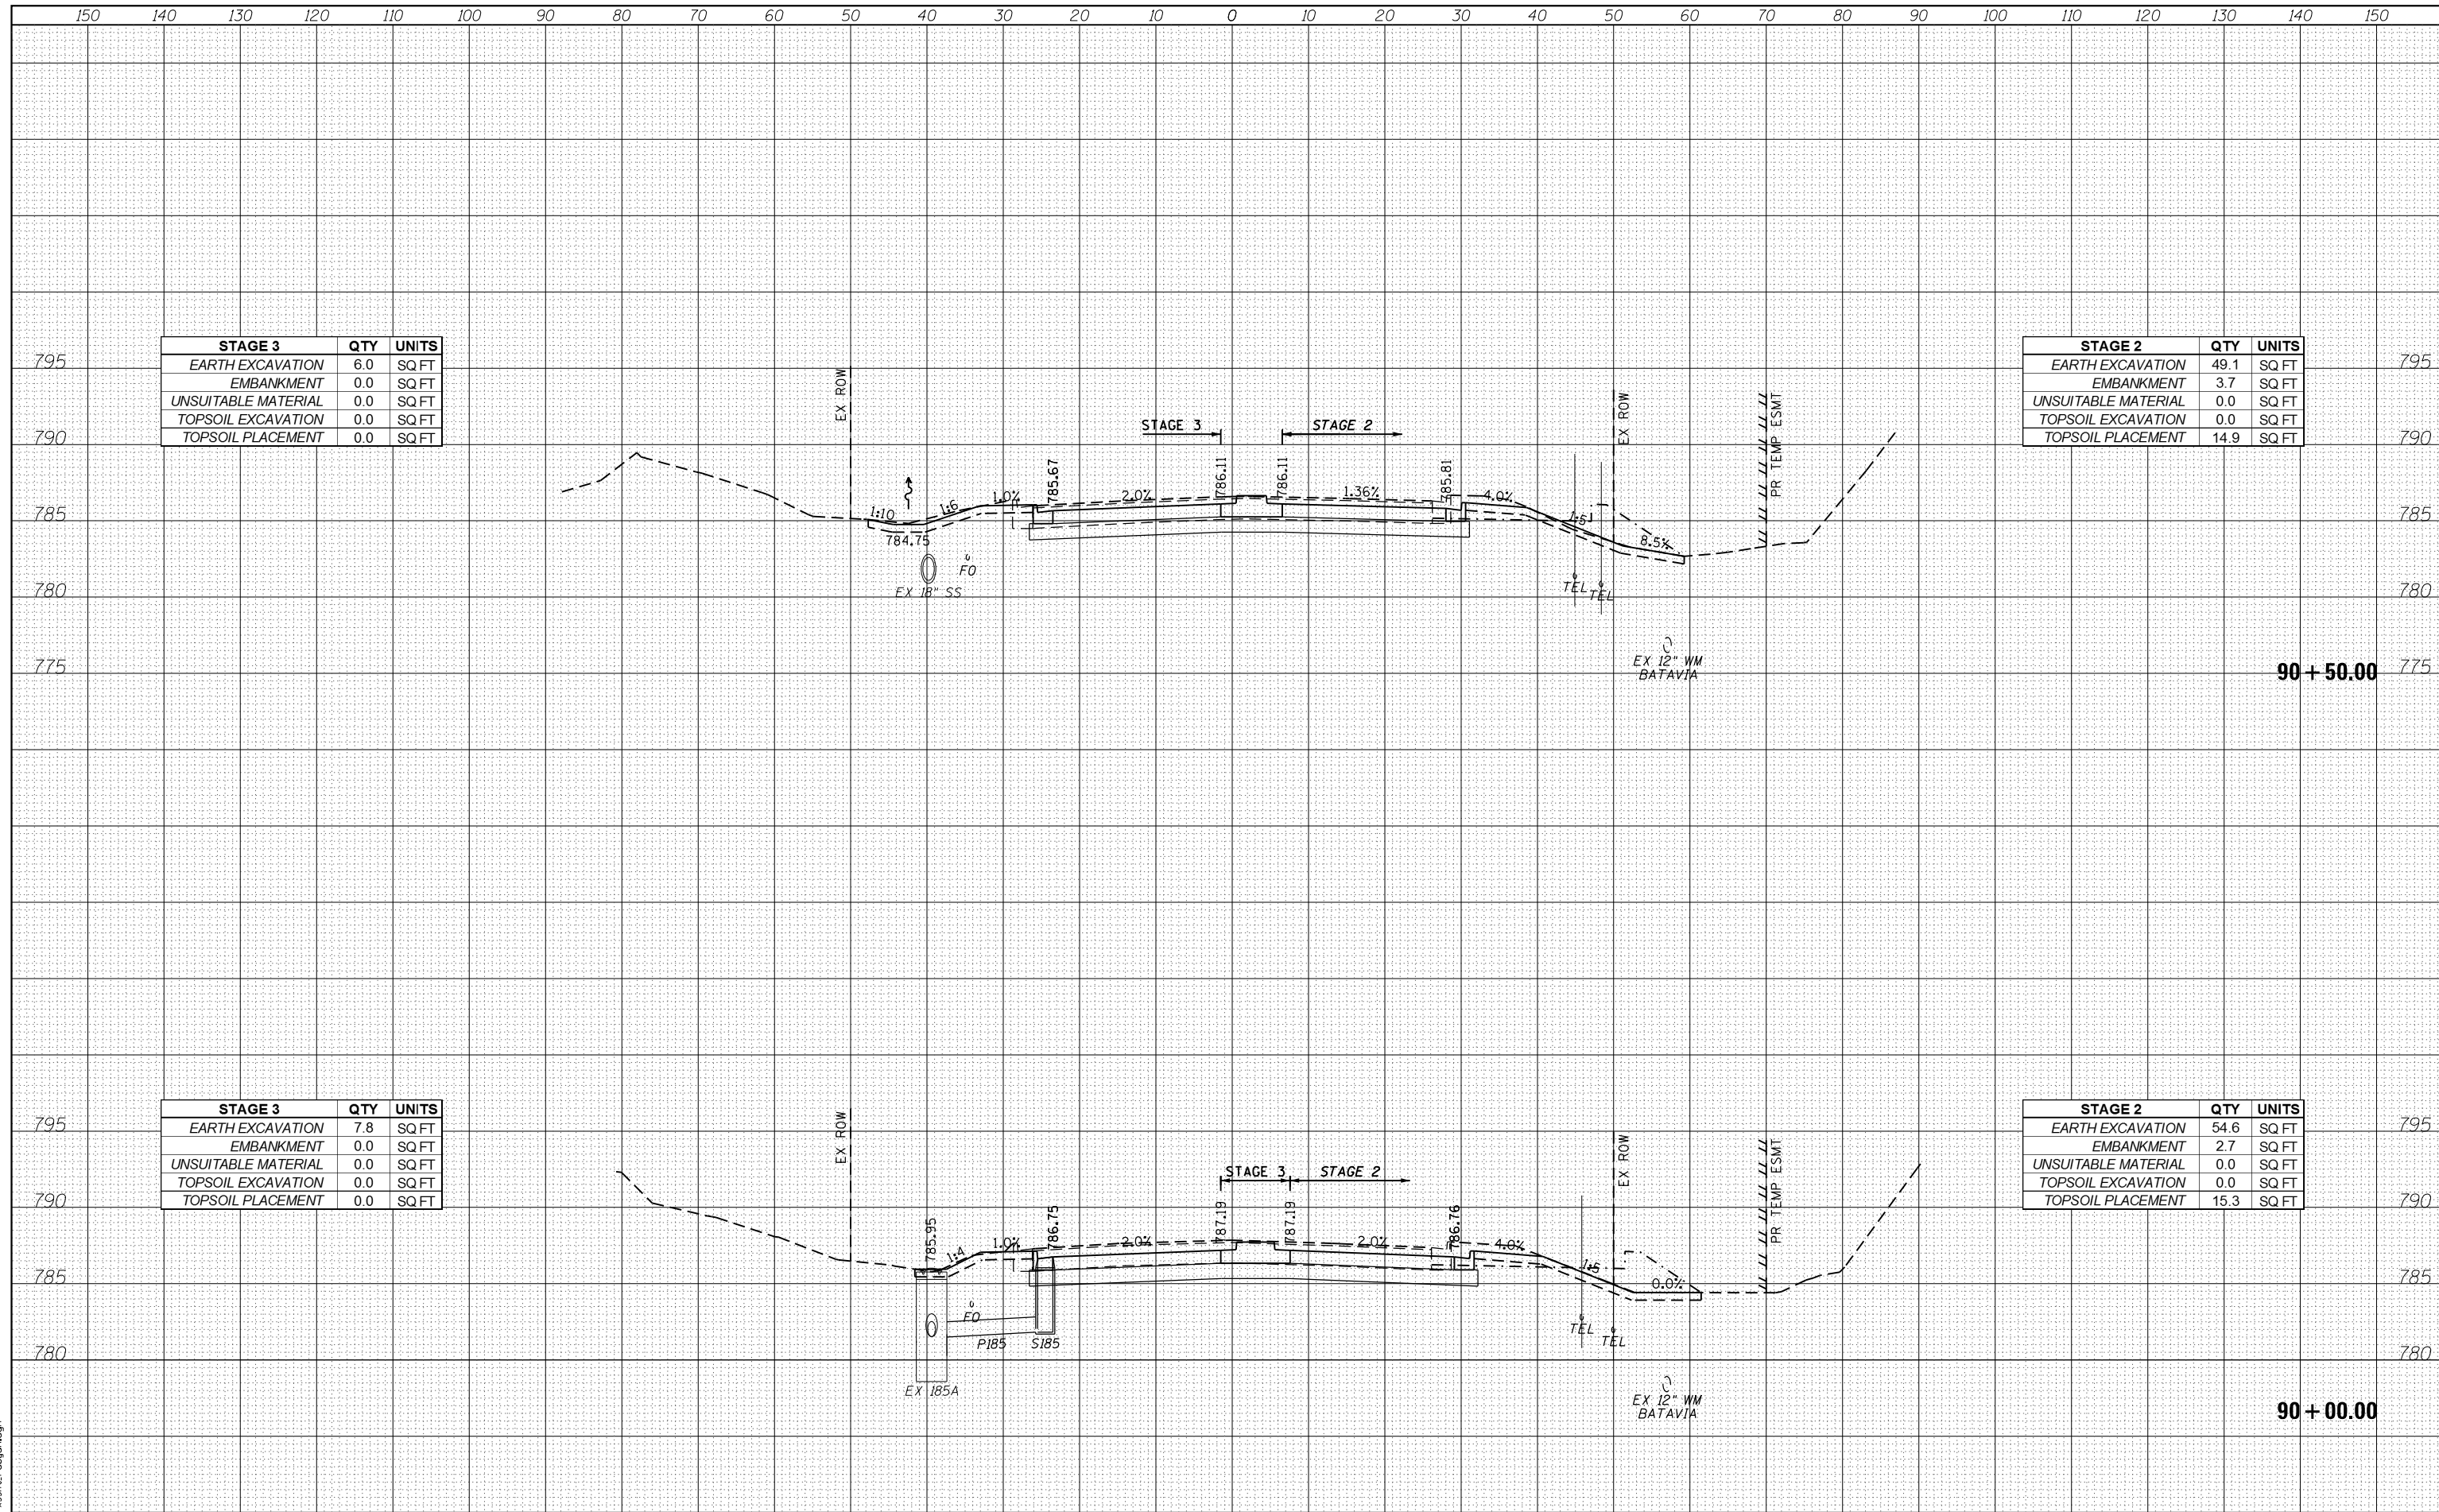 150 140 130 120 110 100 90 80 70 60 50 40 30 20 10 0 10 20 30 40 50 60 70 80 90 100 110 120 130 140 150
STAGE 3 QTY UNITS
EARTH EXCAVATION 6.0 SQ FT
EMBANKMENT 0.0 SQ FT
UNSUITABLE MATERIAL 0.0 SQ FT
TOPSOIL EXCAVATION 0.0 SQ FT
TOPSOIL PLACEMENT 0.0 SQ FT
STAGE 2 QTY UNITS
EARTH EXCAVATION 49.1 SQ FT
EMBANKMENT 3.7 SQ FT
UNSUITABLE MATERIAL 0.0 SQ FT
TOPSOIL EXCAVATION 0.0 SQ FT
TOPSOIL PLACEMENT 14.9 SQ FT
795 795
790 790
785 785
780 780
775 775
EX ROW
EX ROW
PR TEMP ESMT
STAGE 3 STAGE 2
785.67
786.11
786.11
785.81
1:10 1:6 1.0% 2.0% 1.36% 4.0% 1:5 8.5%
784.75
FO
EX 18" SS
TEL
TEL
EX 12" WM
BATAVIA
90+50.00
STAGE 3 QTY UNITS
EARTH EXCAVATION 7.8 SQ FT
EMBANKMENT 0.0 SQ FT
UNSUITABLE MATERIAL 0.0 SQ FT
TOPSOIL EXCAVATION 0.0 SQ FT
TOPSOIL PLACEMENT 0.0 SQ FT
STAGE 2 QTY UNITS
EARTH EXCAVATION 54.6 SQ FT
EMBANKMENT 2.7 SQ FT
UNSUITABLE MATERIAL 0.0 SQ FT
TOPSOIL EXCAVATION 0.0 SQ FT
TOPSOIL PLACEMENT 15.3 SQ FT
795 795
790 790
785 785
780 780
EX ROW
EX ROW
PR TEMP ESMT
STAGE 3 STAGE 2
785.95
786.75
787.19
787.19
786.76
1:4 1.0% 2.0% 2.0% 4.0% 1:5 0.0%
FO
P185 S185
EX 185A
TEL
TEL
EX 12" WM
BATAVIA
90+00.00